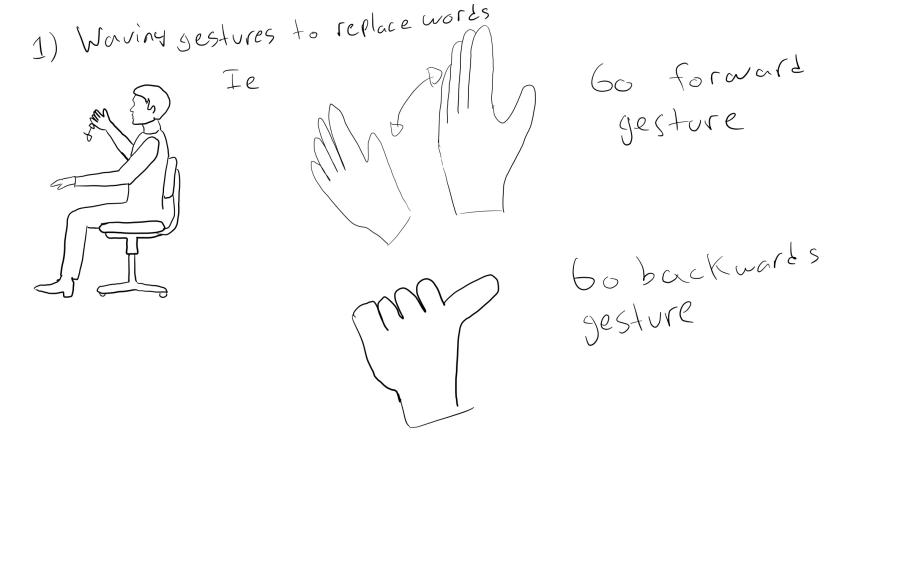 1) Waving gestures to replace words
Ie
Go forward
gesture
Go backwards
gesture